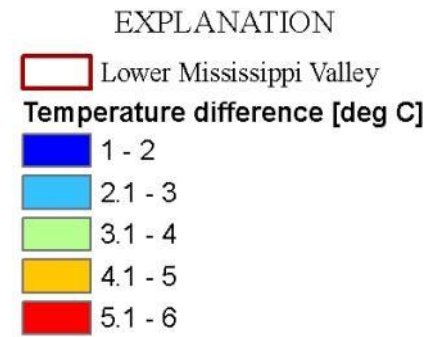 EXPLANATION
Lower Mississippi Valley
Temperature difference [deg C]
1 - 2
2.1 - 3
3.1 - 4
4.1 - 5
5.1 - 6